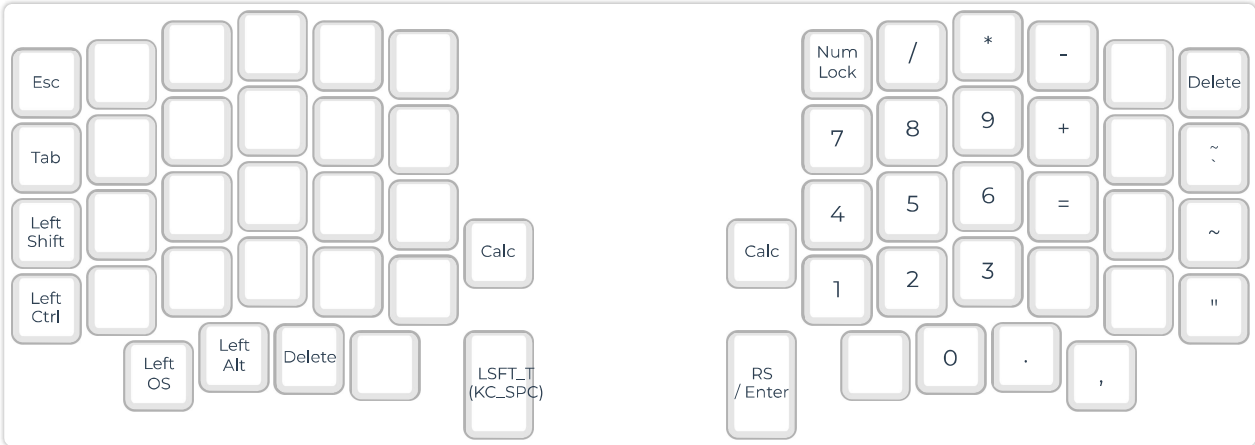 Num
Lock
/
*
-
Esc
Delete
Tab
7
8
9
+
~
`
Left
Shift
4
5
6
=
~
Calc
Calc
Left
Ctrl
1
2
3
"
Left
OS
Left
Alt
Delete
LSFT_T
(KC_SPC)
RS
/ Enter
0
.
,